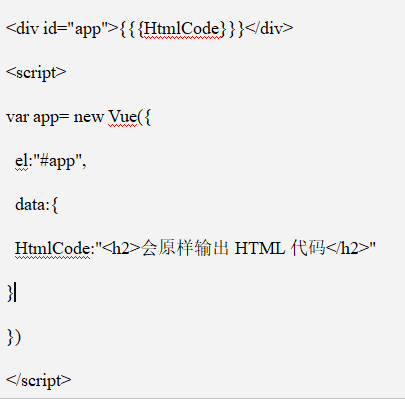 <div id="app">{{{HtmlCode}}}</div>
<script>
var app= new Vue({
el:"#app",
data:{
HtmlCode:"<h2>会原样输出 HTML 代码</h2>"
}
})
</script>